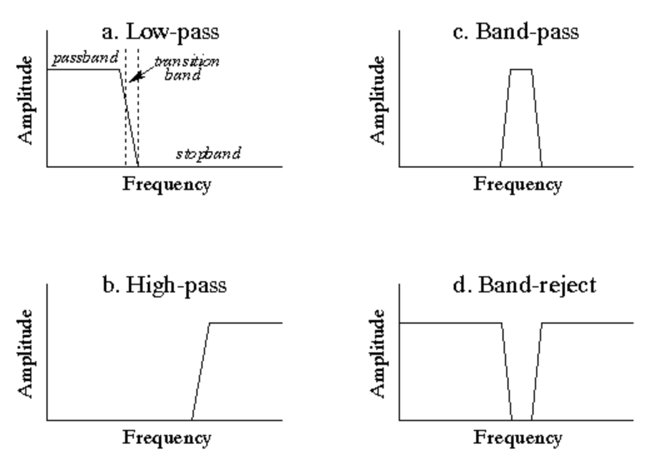 a. Low-pass
passband
transition
band
stopband
Amplitude
Frequency
c. Band-pass
Amplitude
Frequency
b. High-pass
Amplitude
Frequency
d. Band-reject
Amplitude
Frequency